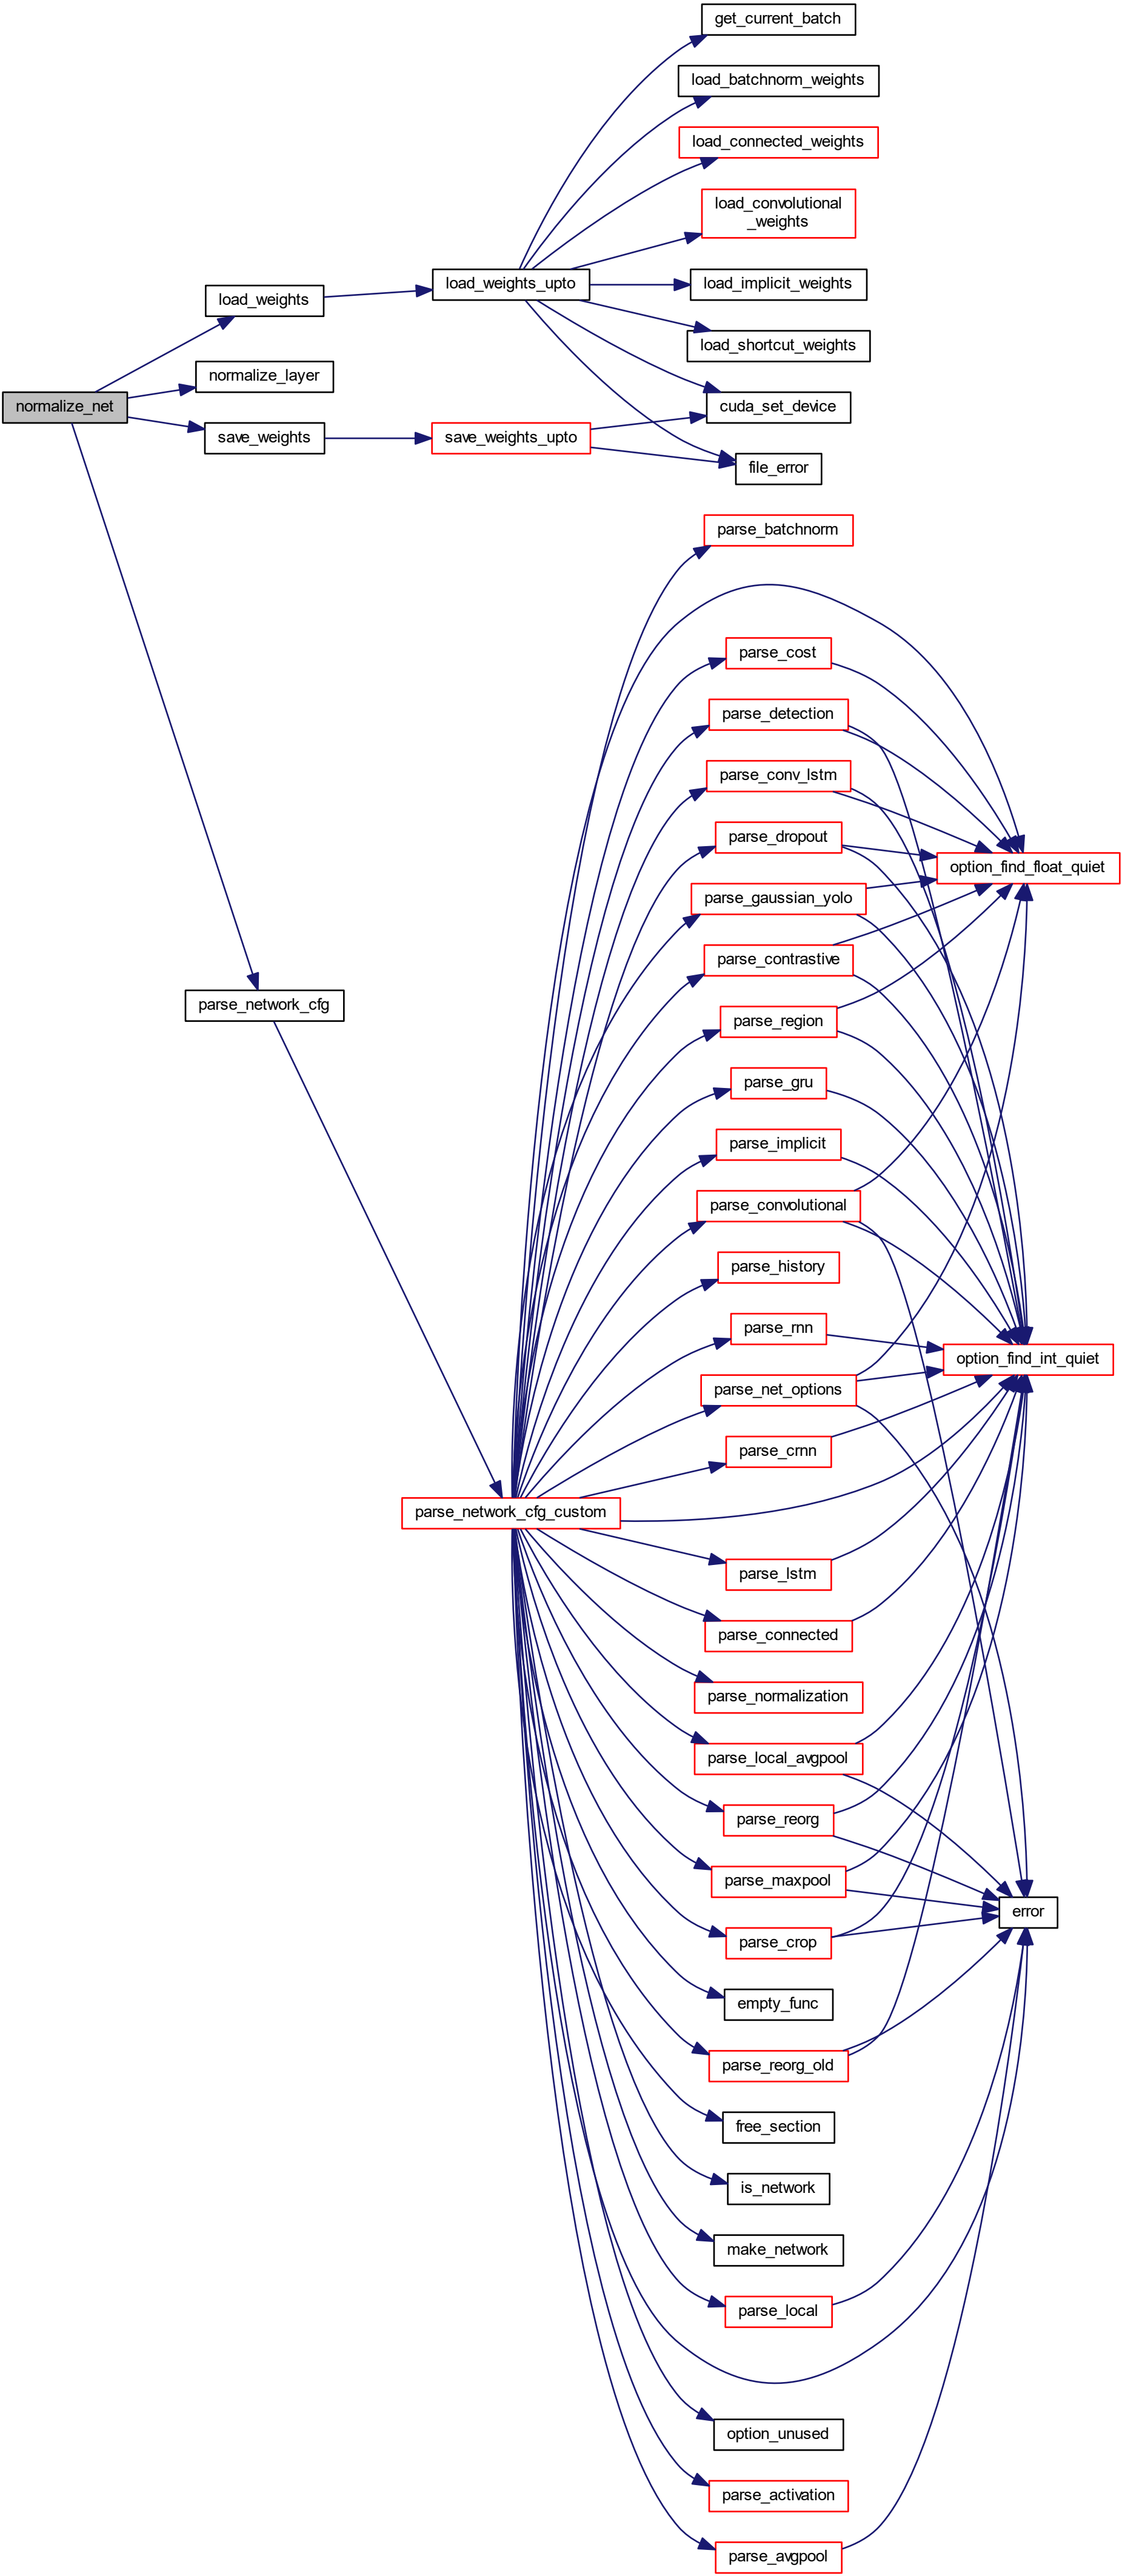 get_current_batch
load_batchnorm_weights
load_connected_weights
load_convolutional
_weights
load_weights_upto
load_implicit_weights
load_weights
load_shortcut_weights
normalize_layer
normalize_net
cuda_set_device
save_weights
save_weights_upto
file_error
parse_batchnorm
parse_cost
parse_detection
parse_conv_lstm
parse_dropout
option_find_float_quiet
parse_gaussian_yolo
parse_contrastive
parse_network_cfg
parse_region
parse_gru
parse_implicit
parse_convolutional
parse_history
parse_rnn
option_find_int_quiet
parse_net_options
parse_crnn
parse_network_cfg_custom
parse_lstm
parse_connected
parse_normalization
parse_local_avgpool
parse_reorg
parse_maxpool
error
parse_crop
empty_func
parse_reorg_old
free_section
is_network
make_network
parse_local
option_unused
parse_activation
parse_avgpool